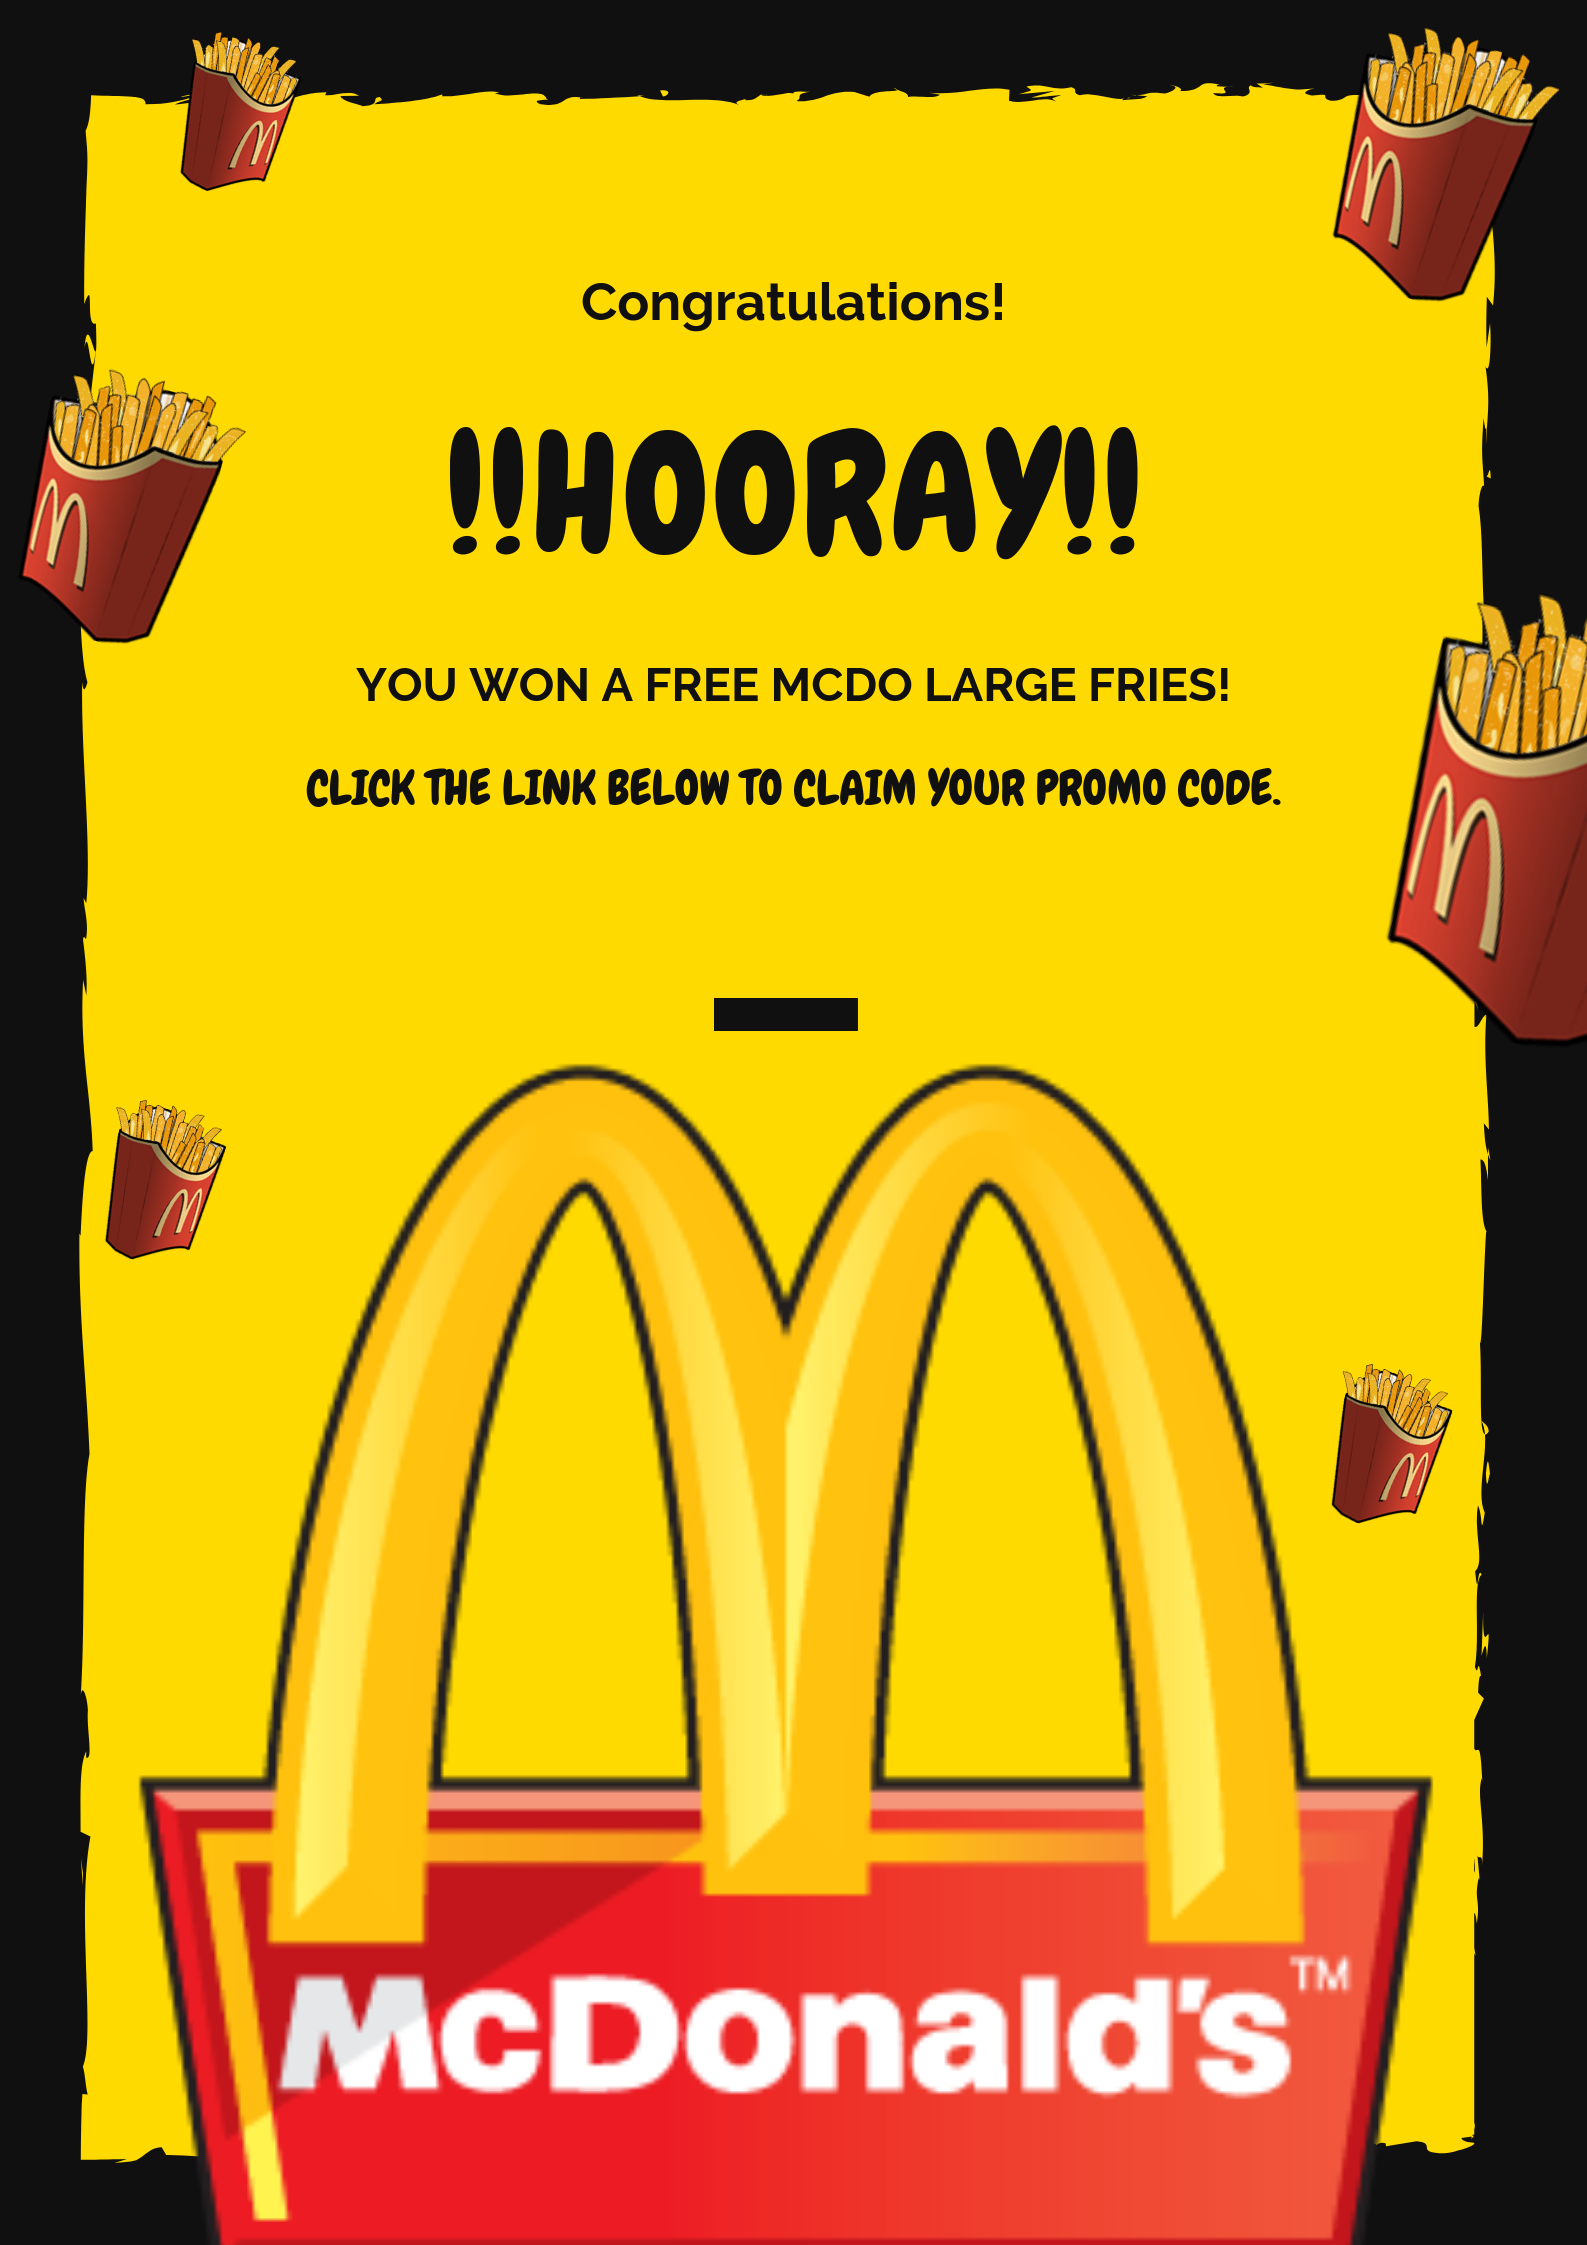 Congratulations!
!!HOORAY!!
YOU WON A FREE MCDO LARGE FRIES!
CLICK THE LINK BELOW TO CLAIM YOUR PROMO CODE.
McDonald's™